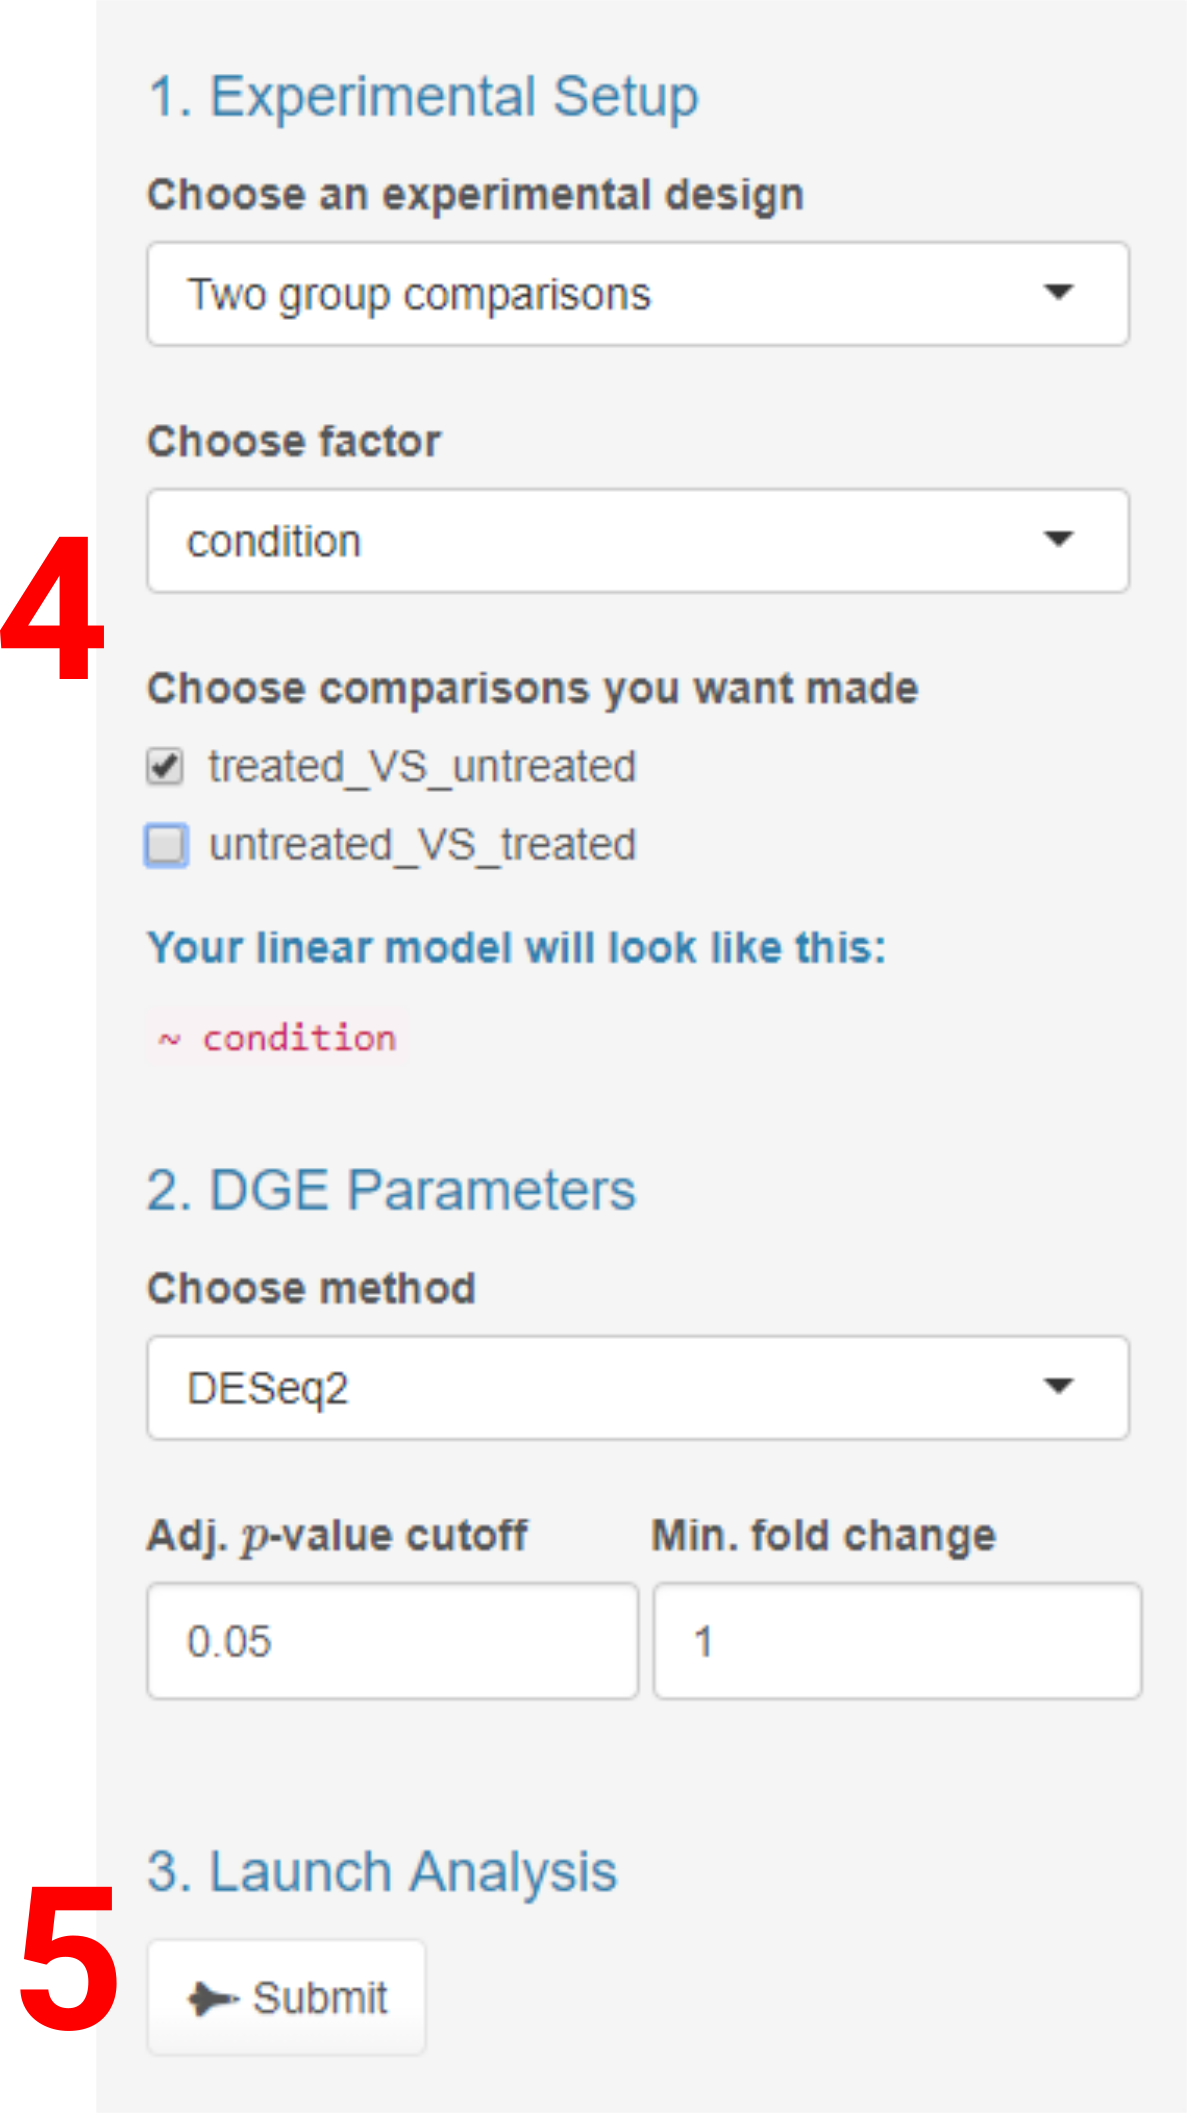 1. Experimental Setup
Choose an experimental design
Two group comparisons
Choose factor
condition
4
Choose comparisons you want made
treated_VS_untreated
untreated_VS_treated
Your linear model will look like this:
~ condition
2. DGE Parameters
Choose method
DESeq2
Adj. p-value cutoff Min. fold change
0.05 1
3. Launch Analysis
5
Submit